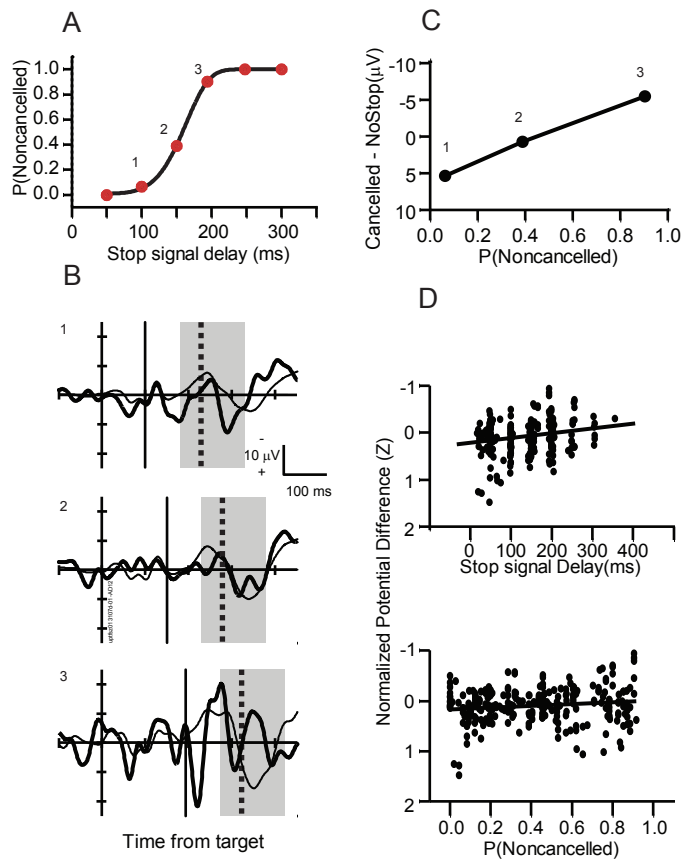 A
P(Noncancelled)
1.0
0.8
0.6
0.4
0.2
0.0
1
2
3
0
100
200
300
Stop signal delay (ms)
C
Cancelled - NoStop(µV)
-10
-5
0
5
10
1
2
3
0.0 0.2 0.4 0.6 0.8 1.0
P(Noncancelled)
B
1
-
10 µV
+
100 ms
2
3
Time from target
D
Normalized Potential Difference (Z)
-1
0
1
2
0 100 200 300 400
Stop signal Delay(ms)
-1
0
1
2
0.0 0.2 0.4 0.6 0.8 1.0
P(Noncancelled)